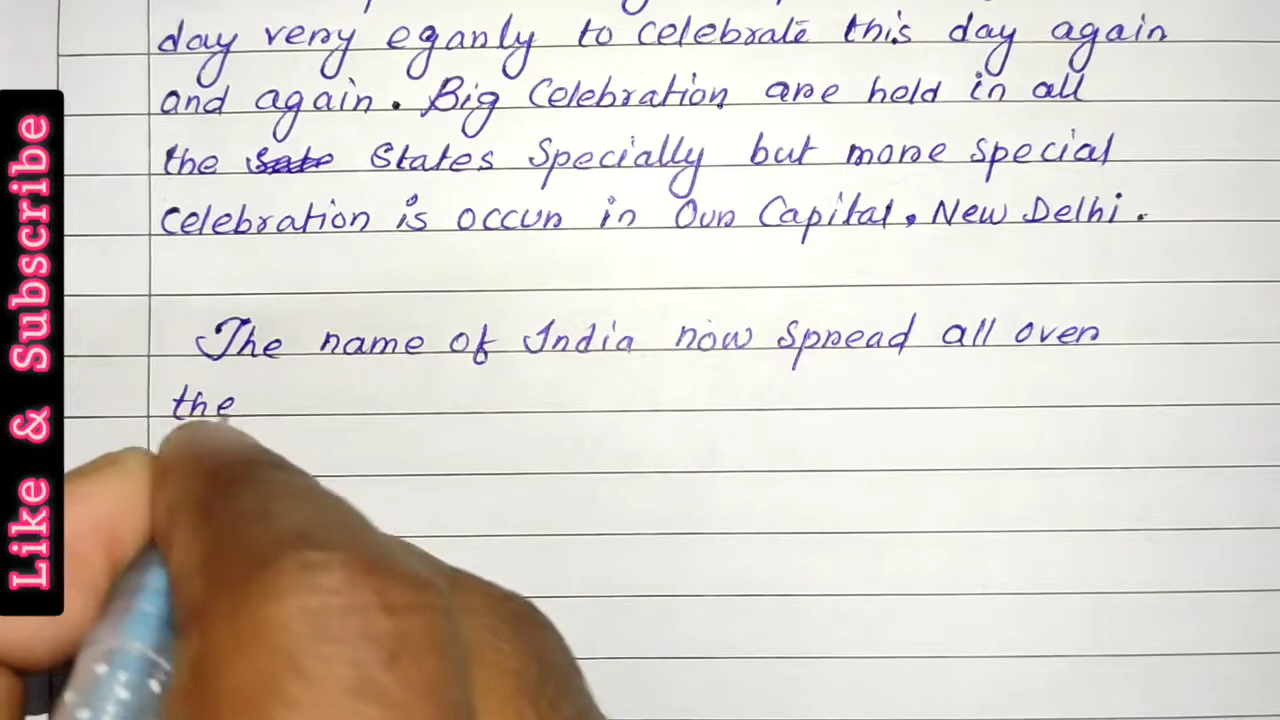 day very eganly to celebrate this day again
and again. Big Celebration are held in all
the States Specially but more special
celebration is occur in Our Capital, New Delhi.
The name of India now spread all over
the
Like & Subscribe